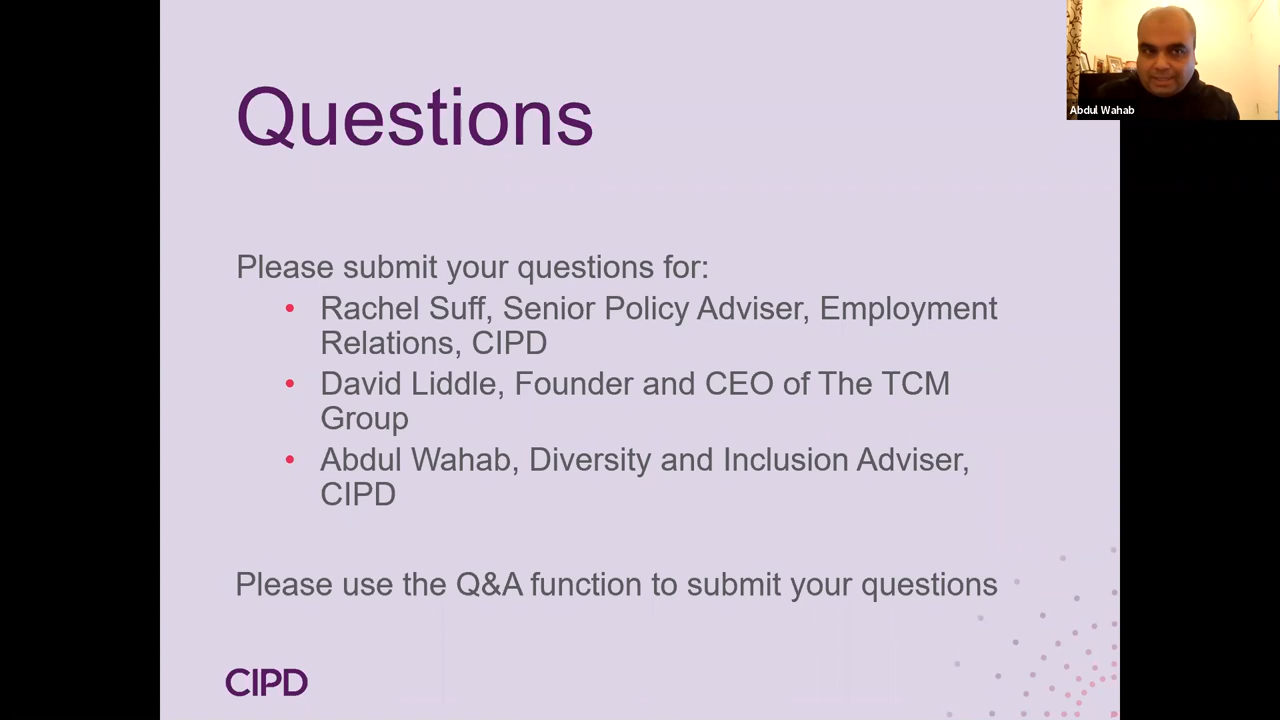 Questions
Abdul Wahab
Please submit your questions for:
• Rachel Suff, Senior Policy Adviser, Employment
Relations, CIPD
• David Liddle, Founder and CEO of The TCM
Group
• Abdul Wahab, Diversity and Inclusion Adviser,
CIPD
Please use the Q&A function to submit your questions
CIPD